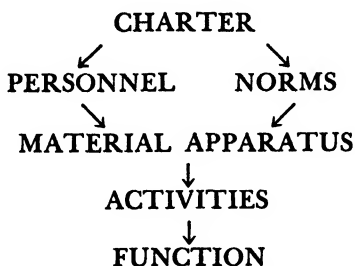 CHARTER
PERSONNEL NORMS
MATERIAL APPARATUS
ACTIVITIES
FUNCTION